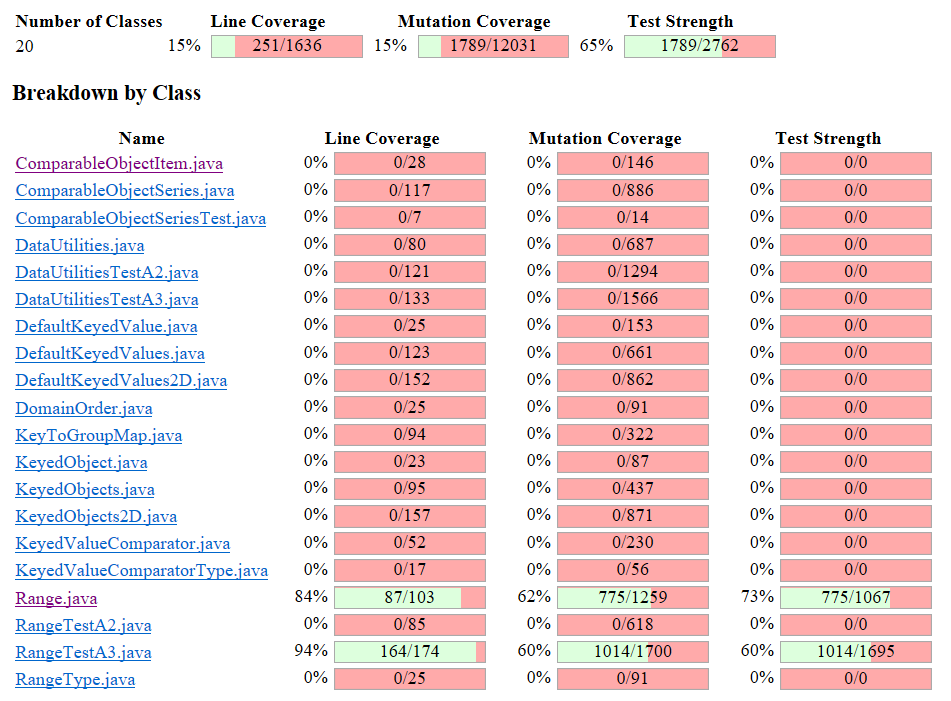 Number of Classes Line Coverage Mutation Coverage Test Strength
20 15% 251/1636 15% 1789/12031 65% 1789/2762
Breakdown by Class
Name Line Coverage Mutation Coverage Test Strength
ComparableObjectItem.java 0% 0/28 0% 0/146 0% 0/0
ComparableObjectSeries.java 0% 0/117 0% 0/886 0% 0/0
ComparableObjectSeriesTest.java 0% 0/7 0% 0/14 0% 0/0
DataUtilities.java 0% 0/80 0% 0/687 0% 0/0
DataUtilitiesTestA2.java 0% 0/121 0% 0/1294 0% 0/0
DataUtilitiesTestA3.java 0% 0/133 0% 0/1566 0% 0/0
DefaultKeyedValue.java 0% 0/25 0% 0/153 0% 0/0
DefaultKeyedValues.java 0% 0/123 0% 0/661 0% 0/0
DefaultKeyedValues2D.java 0% 0/152 0% 0/862 0% 0/0
DomainOrder.java 0% 0/25 0% 0/91 0% 0/0
KeyToGroupMap.java 0% 0/94 0% 0/322 0% 0/0
KeyedObject.java 0% 0/23 0% 0/87 0% 0/0
KeyedObjects.java 0% 0/95 0% 0/437 0% 0/0
KeyedObjects2D.java 0% 0/157 0% 0/871 0% 0/0
KeyedValueComparator.java 0% 0/52 0% 0/230 0% 0/0
KeyedValueComparatorType.java 0% 0/17 0% 0/56 0% 0/0
Range.java 84% 87/103 62% 775/1259 73% 775/1067
RangeTestA2.java 0% 0/85 0% 0/618 0% 0/0
RangeTestA3.java 94% 164/174 60% 1014/1700 60% 1014/1695
RangeType.java 0% 0/25 0% 0/91 0% 0/0